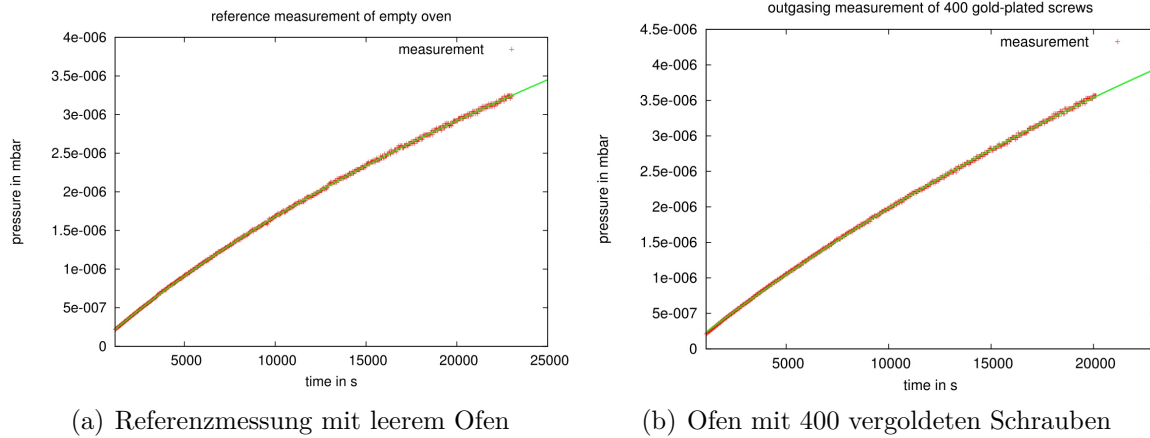 reference measurement of empty oven
4e-006
3.5e-006
3e-006
2.5e-006
2e-006
1.5e-006
1e-006
5e-007
0
measurement
pressure in mbar
5000 10000 15000 20000 25000
time in s
(a) Referenzmessung mit leerem Ofen
outgasing measurement of 400 gold-plated screws
4.5e-006
4e-006
3.5e-006
3e-006
2.5e-006
2e-006
1.5e-006
1e-006
5e-007
0
measurement
pressure in mbar
5000 10000 15000 20000
time in s
(b) Ofen mit 400 vergoldeten Schrauben